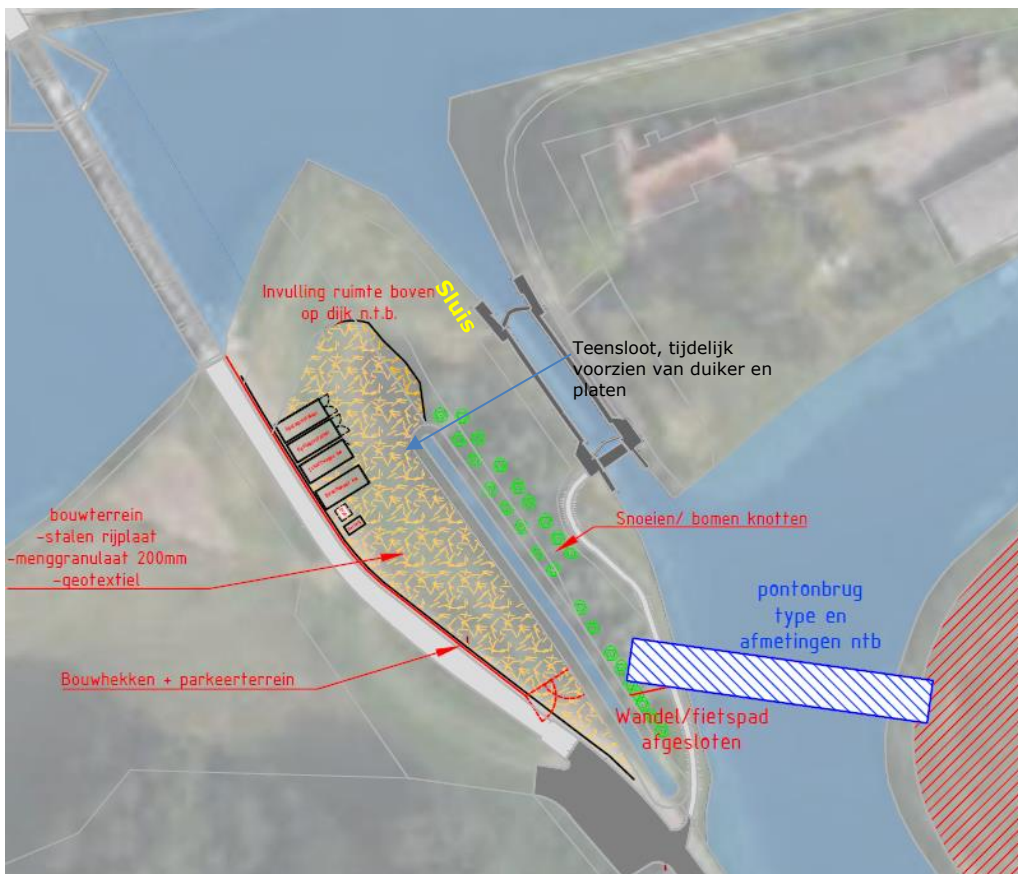 Invulling ruimte boven
op dijk n.t.b.
Sluis
Teensloot, tijdelijk
voorzien van duiker en
platen
bouwterrein
-stalen rijplaat
-menggranulaat 200mm
-geotextiel
Snoeien/ bomen knotten
pontonbrug
type en
afmetingen ntb
Bouwhekken + parkeerterrein
Wandel/fietspad
afgesloten